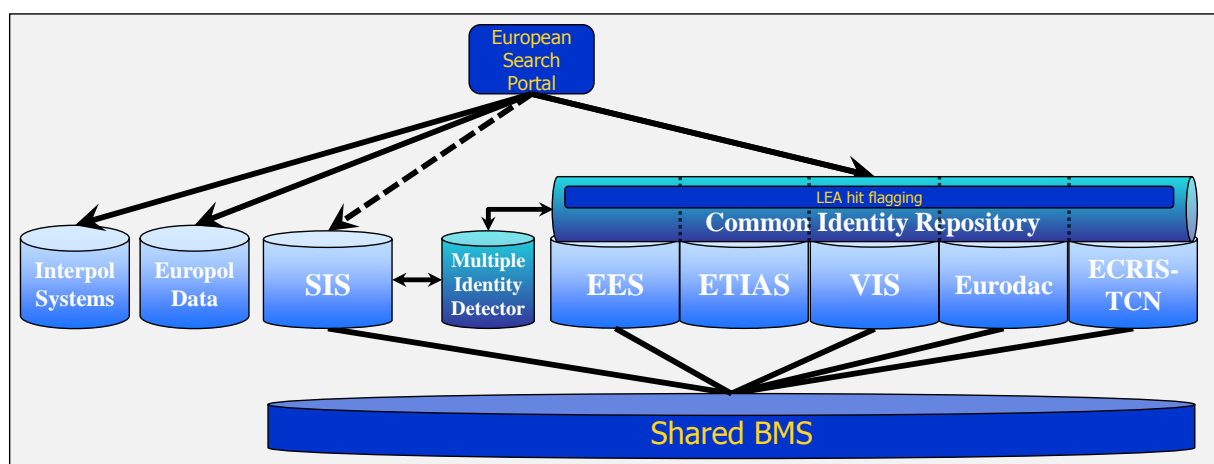 European
Search
Portal
LEA hit flagging
Common Identity Repository
Interpol
Systems
Europol
Data
SIS
Multiple
Identity
Detector
EES
ETIAS
VIS
Eurodac
ECRIS-
TCN
Shared BMS